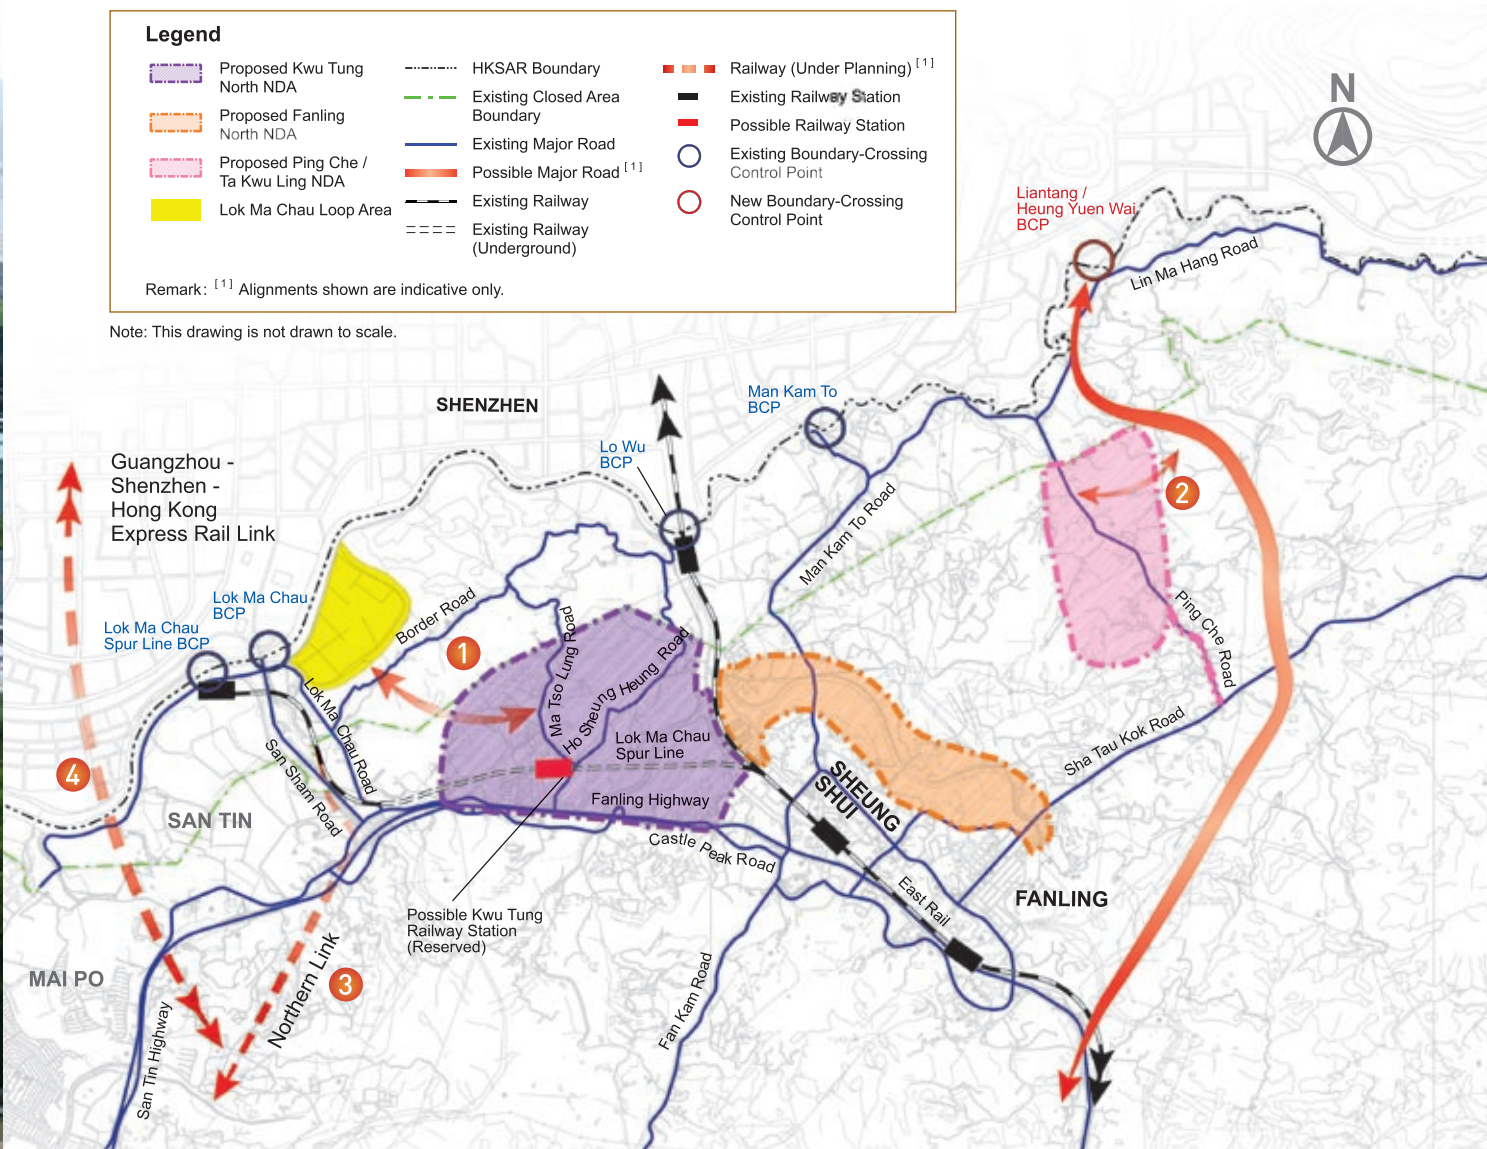 Legend
Proposed Kwu Tung
North NDA
Proposed Fanling
North NDA
Proposed Ping Che /
Ta Kwu Ling NDA
Lok Ma Chau Loop Area
HKSAR Boundary
Existing Closed Area
Boundary
Existing Major Road
Possible Major Road [1]
Existing Railway
Existing Railway
(Underground)
Railway (Under Planning) [1]
Existing Railway Station
Possible Railway Station
Existing Boundary-Crossing
Control Point
New Boundary-Crossing
Control Point
Remark: [1] Alignments shown are indicative only.
Note: This drawing is not drawn to scale.
N
Liantang /
Heung Yuen Wai
BCP
Lin Ma Hang Road
SHENZHEN
Man Kam To
BCP
Lo Wu
BCP
Guangzhou -
Shenzhen -
Hong Kong
Express Rail Link
2
Man Kam To Road
Lok Ma Chau
BCP
Lok Ma Chau
Spur Line BCP
Border Road
1
Ma Tso Lung Road
Ho Sheung Heung Road
Ping Che Road
Lok Ma Chau Road
San Sham Road
Lok Ma Chau
Spur Line
Sha Tau Kok Road
4
SAN TIN
Fanling Highway
SHEUNG
SHUI
Castle Peak Road
East Rail
FANLING
Possible Kwu Tung
Railway Station
(Reserved)
MAI PO
Northern Link
3
Fan Kam Road
San Tin Highway